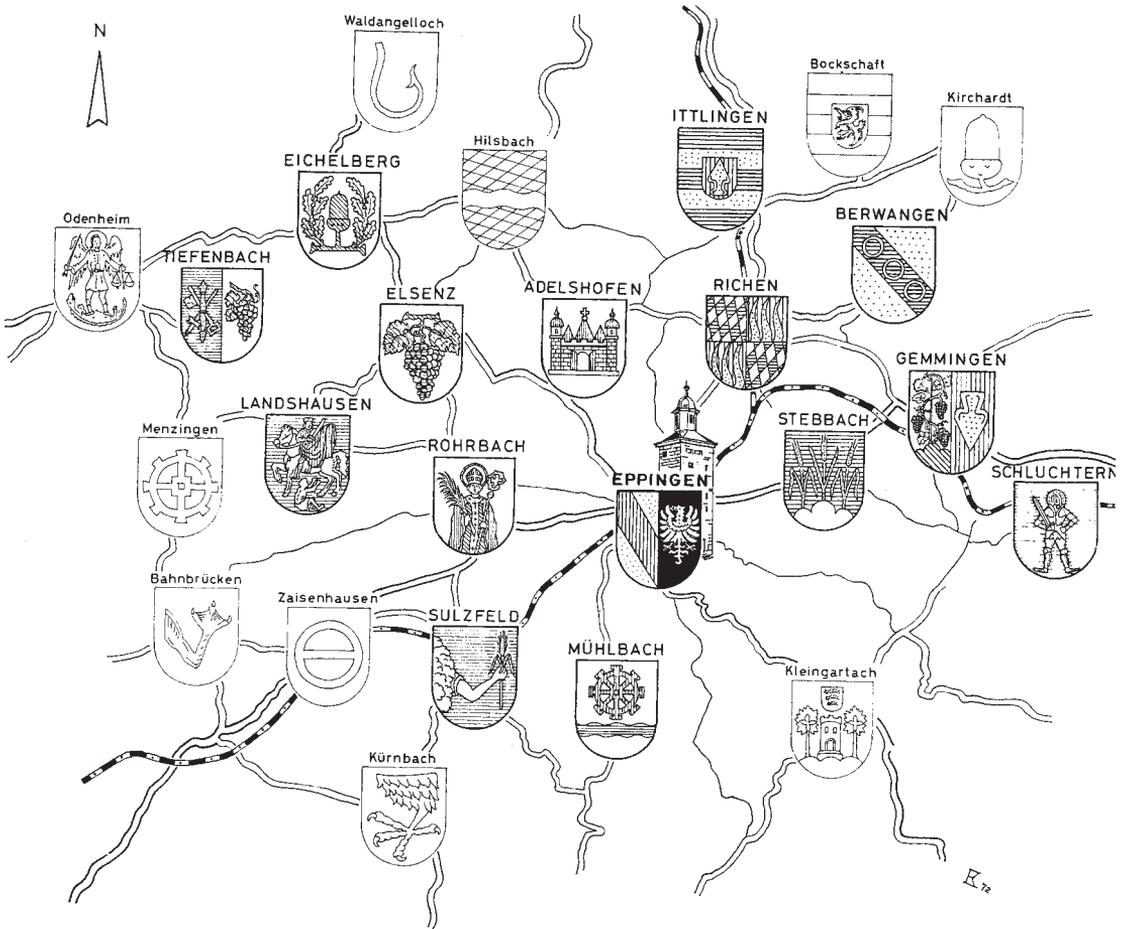 Waldangelloch
N
Bockschaft
Kirchardt
ITTLINGEN
Hilsbach
EICHELBERG
Odenheim
BERWANGEN
TIEFENBACH
ELSENZ
ADELSHOFEN
RICHEN
GEMMINGEN
LANDSHAUSEN
STEBBACH
Menzingen
ROHRBACH
SCHLUCHTERN
EPPINGEN
Bahnbrücken
Zaisenhausen
SULZFELD
MÜHLBACH
Kleingartach
Kürnbach
72